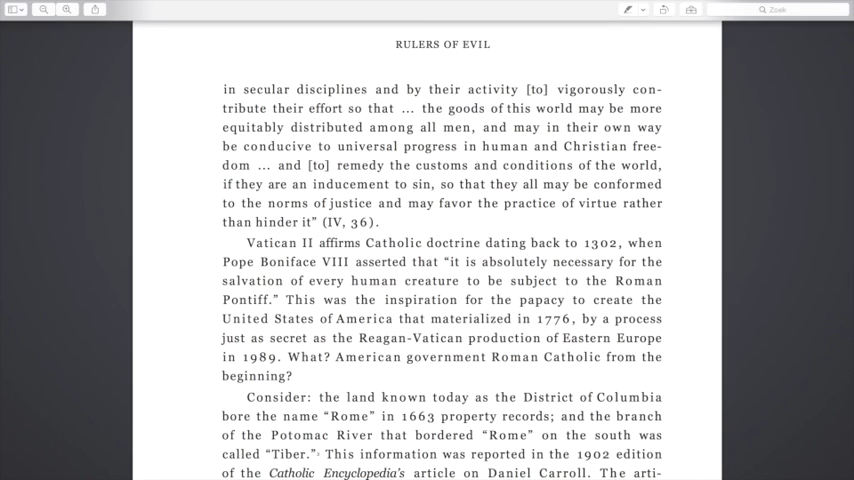 Zoek
RULERS OF EVIL
in secular disciplines and by their activity [to] vigorously con-
tribute their effort so that ... the goods of this world may be more
equitably distributed among all men, and may in their own way
be conducive to universal progress in human and Christian free-
dom ... and [to] remedy the customs and conditions of the world,
if they are an inducement to sin, so that they all may be conformed
to the norms of justice and may favor the practice of virtue rather
than hinder it” (IV, 36).
Vatican II affirms Catholic doctrine dating back to 1302, when
Pope Boniface VIII asserted that “it is absolutely necessary for the
salvation of every human creature to be subject to the Roman
Pontiff.” This was the inspiration for the papacy to create the
United States of America that materialized in 1776, by a process
just as secret as the Reagan-Vatican production of Eastern Europe
in 1989. What? American government Roman Catholic from the
beginning?
Consider: the land known today as the District of Columbia
bore the name “Rome” in 1663 property records; and the branch
of the Potomac River that bordered “Rome” on the south was
called “Tiber.” This information was reported in the 1902 edition
of the Catholic Encyclopedia’s article on Daniel Carroll. The arti-